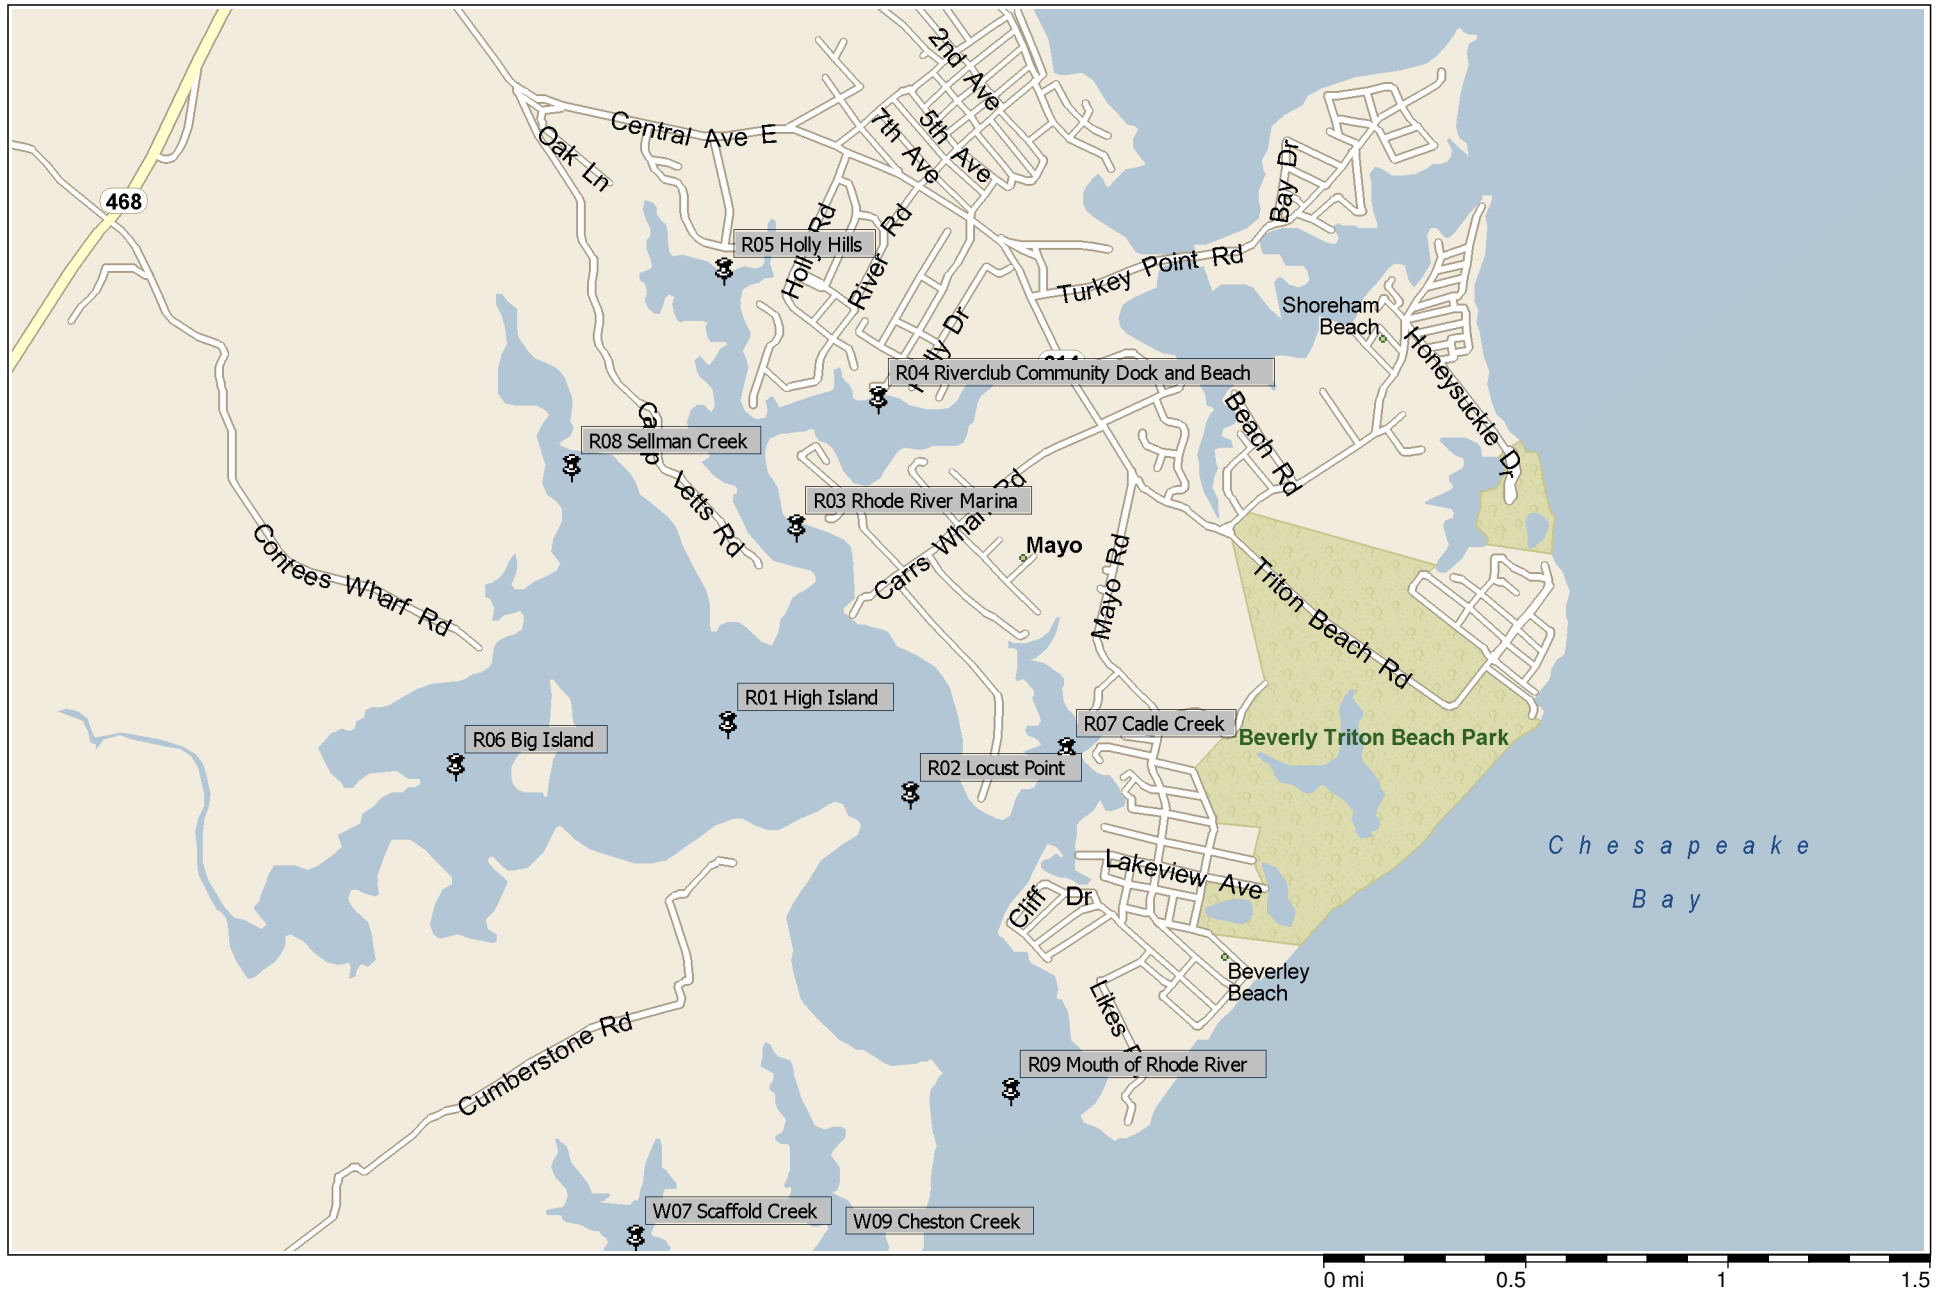 2nd Ave
Central Ave E
5th Ave
7th Ave
Oak Ln
Bay Dr
468
Holly Rd
River Rd
R05 Holly Hills
Turkey Point Rd
Shoreham
Beach
Honeysuckle Dr
Dr
R04 Riverclub Community Dock and Beach
Beach Rd
R08 Sellman Creek
Letts Rd
R03 Rhode River Marina
Carrs Wharf Rd
Mayo
Mayo Rd
Contees Wharf Rd
Triton Beach Rd
R01 High Island
R07 Cadle Creek
R06 Big Island
Beverly Triton Beach Park
R02 Locust Point
Chesapeake
Bay
Lakeview Ave
Cliff Dr
Beverley
Beach
Likes
Cumberstone Rd
R09 Mouth of Rhode River
W07 Scaffold Creek
W09 Cheston Creek
0 mi 0.5 1 1.5